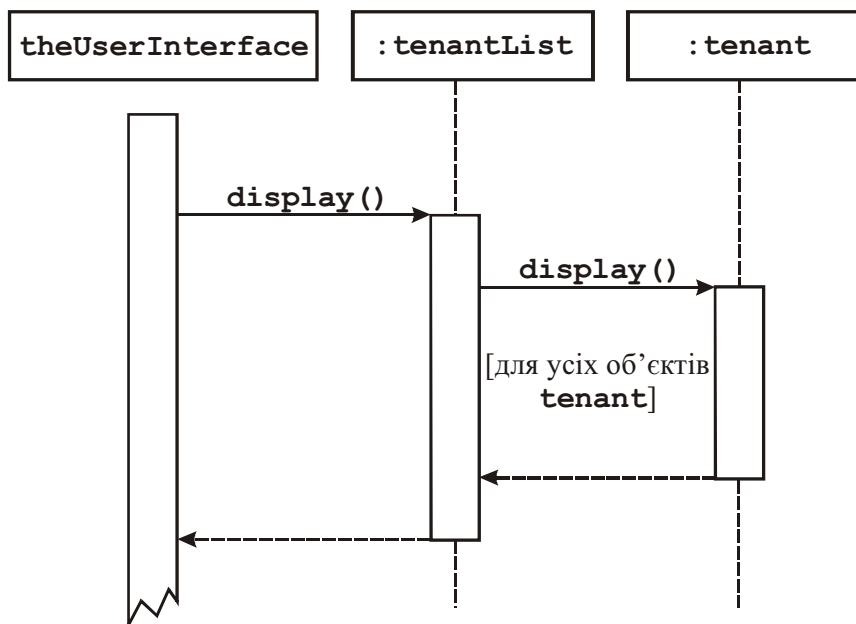 theUserInterface
:tenantList
:tenant
display()
display()
[для усіх об’єктів
tenant]